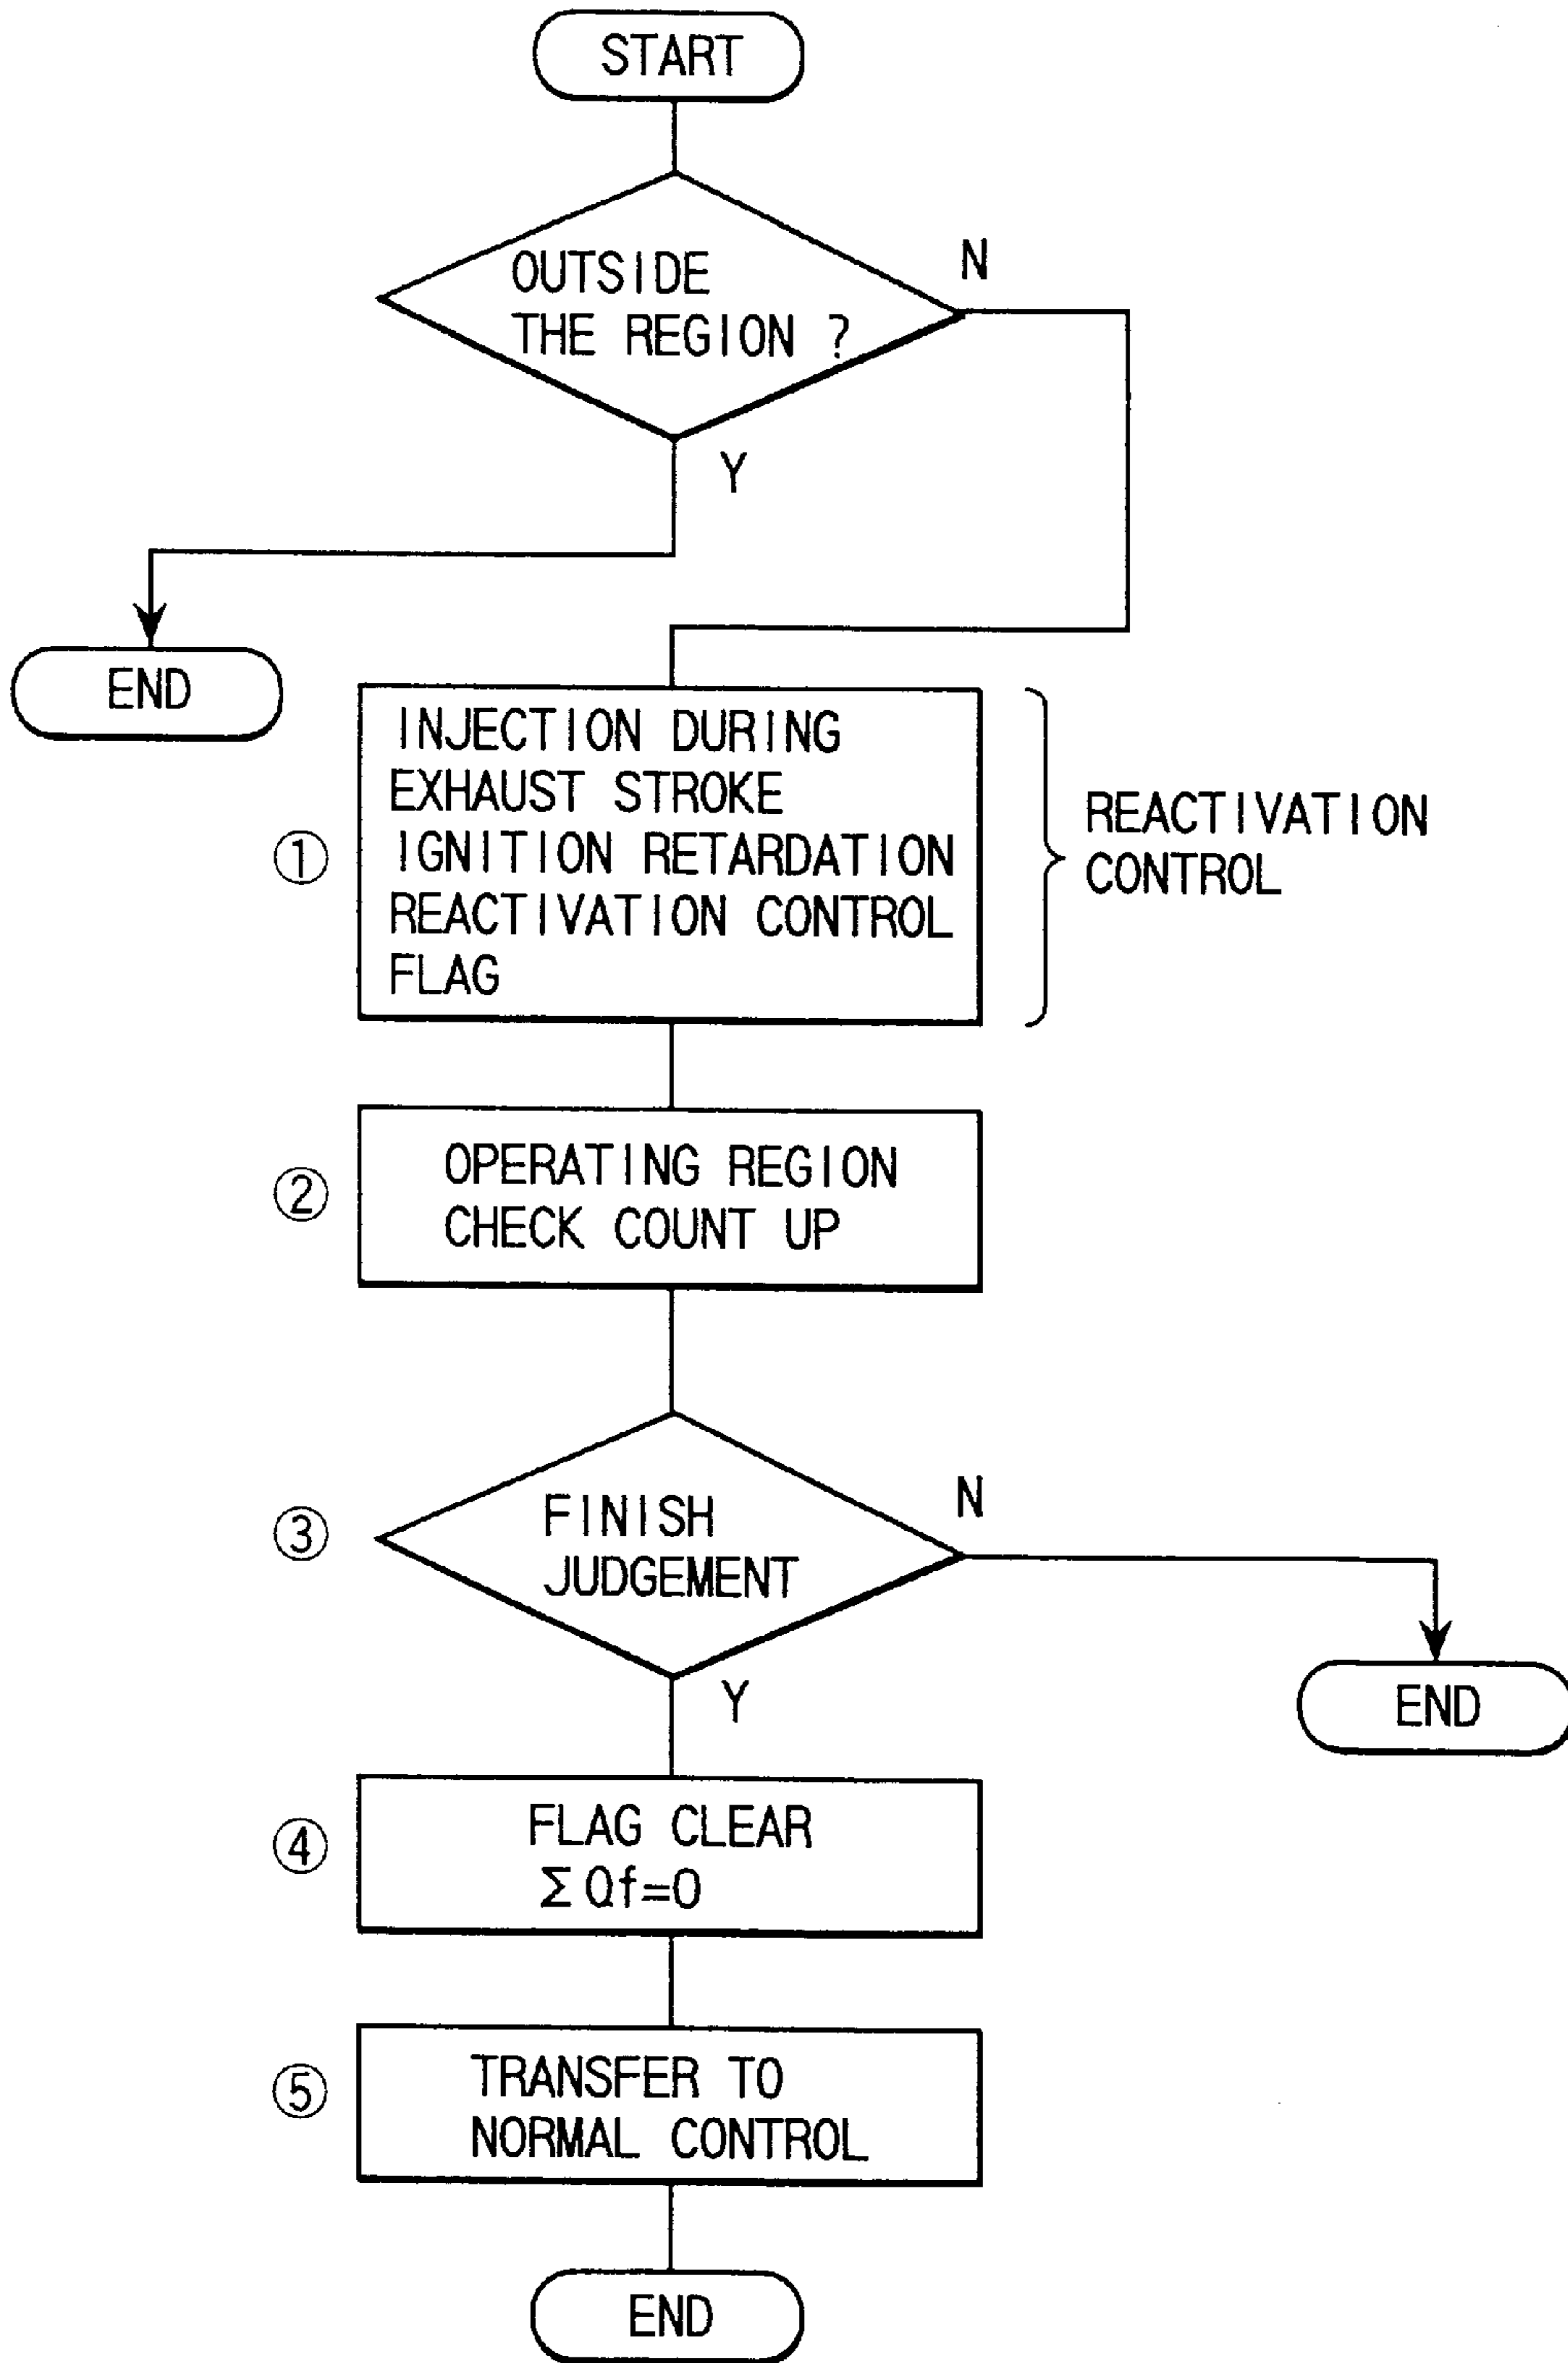 START
OUTSIDE
THE REGION ?
N
Y
END
①
INJECTION DURING
EXHAUST STROKE
IGNITION RETARDATION
REACTIVATION CONTROL
FLAG
REACTIVATION
CONTROL
②
OPERATING REGION
CHECK COUNT UP
③
FINISH
JUDGEMENT
N
Y
END
④
FLAG CLEAR
ΣQf=0
⑤
TRANSFER TO
NORMAL CONTROL
END